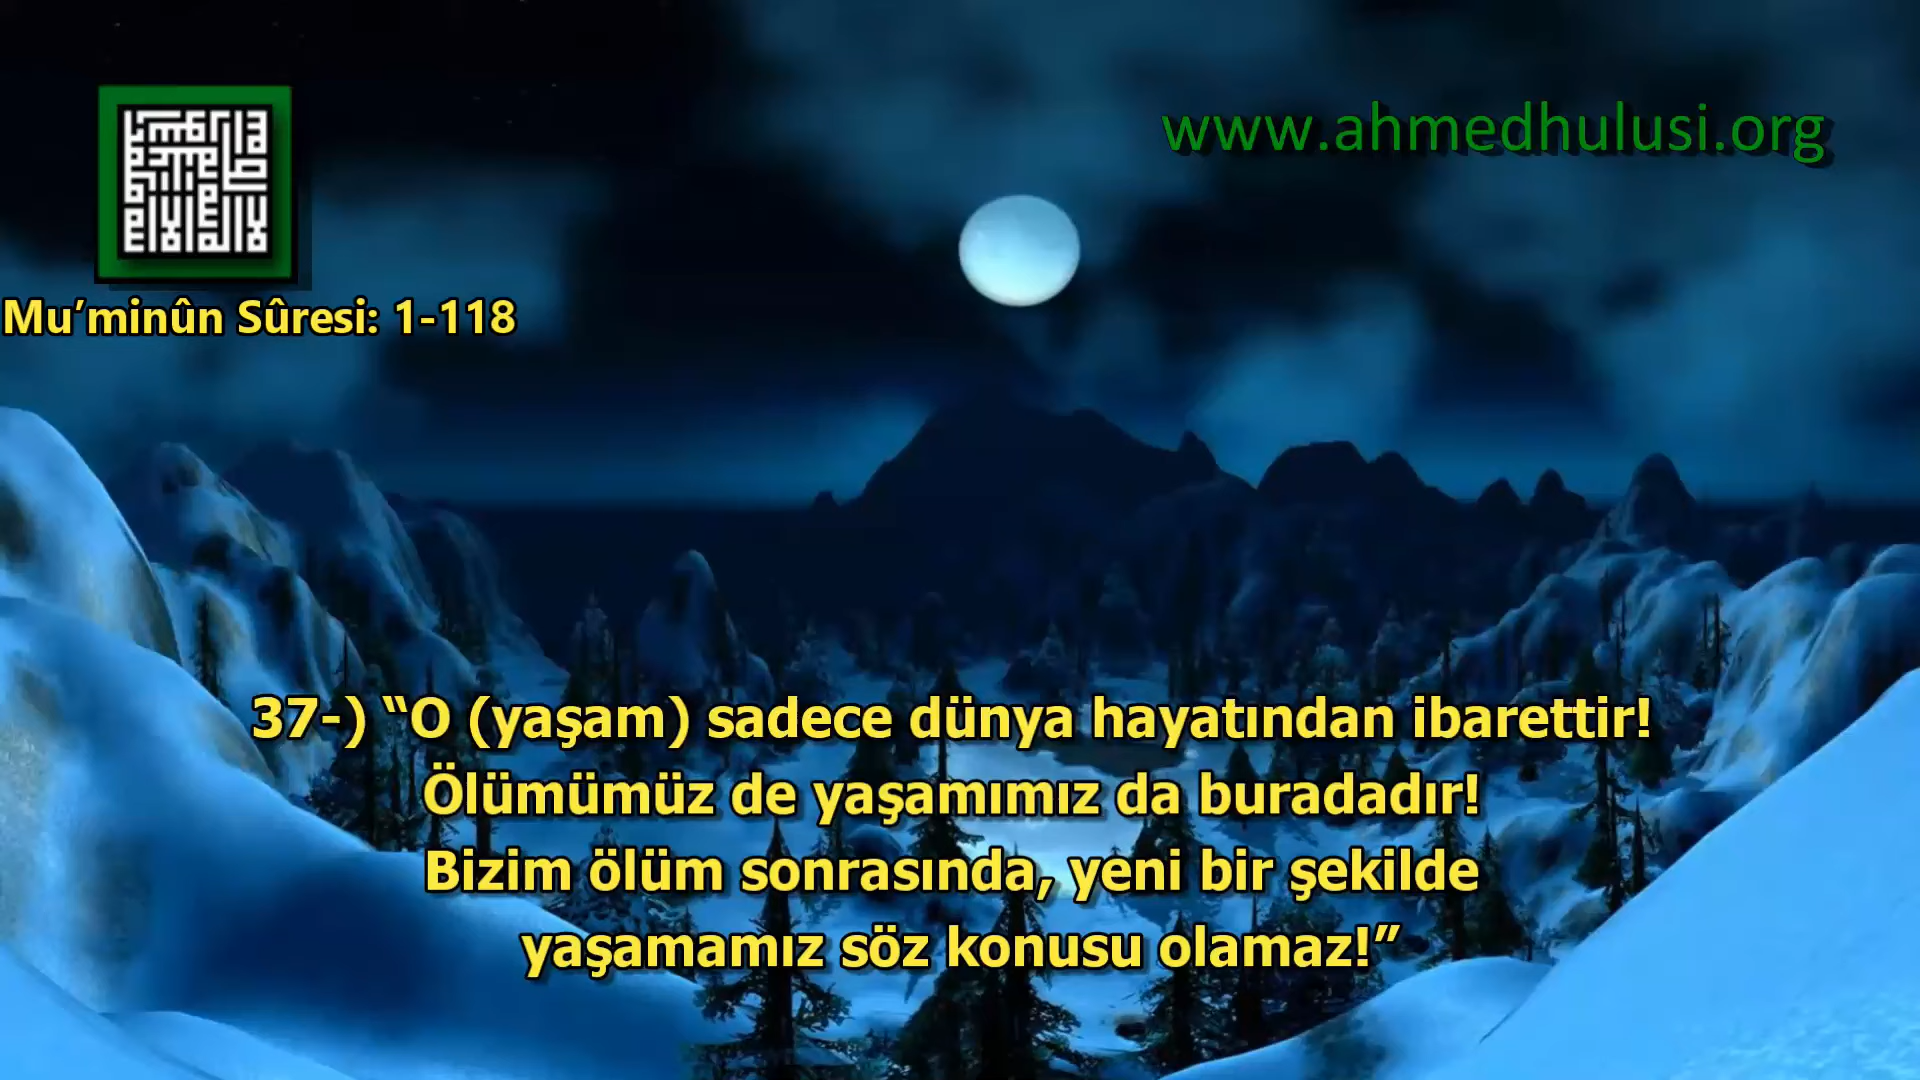 www.ahmedhulusi.org
Mu’minûn Sûresi: 1-118
37-) “O (yaşam) sadece dünya hayatından ibarettir!
Ölümümüz de yaşamımız da buradadır!
Bizim ölüm sonrasında, yeni bir şekilde
yaşamamız söz konusu olamaz!”